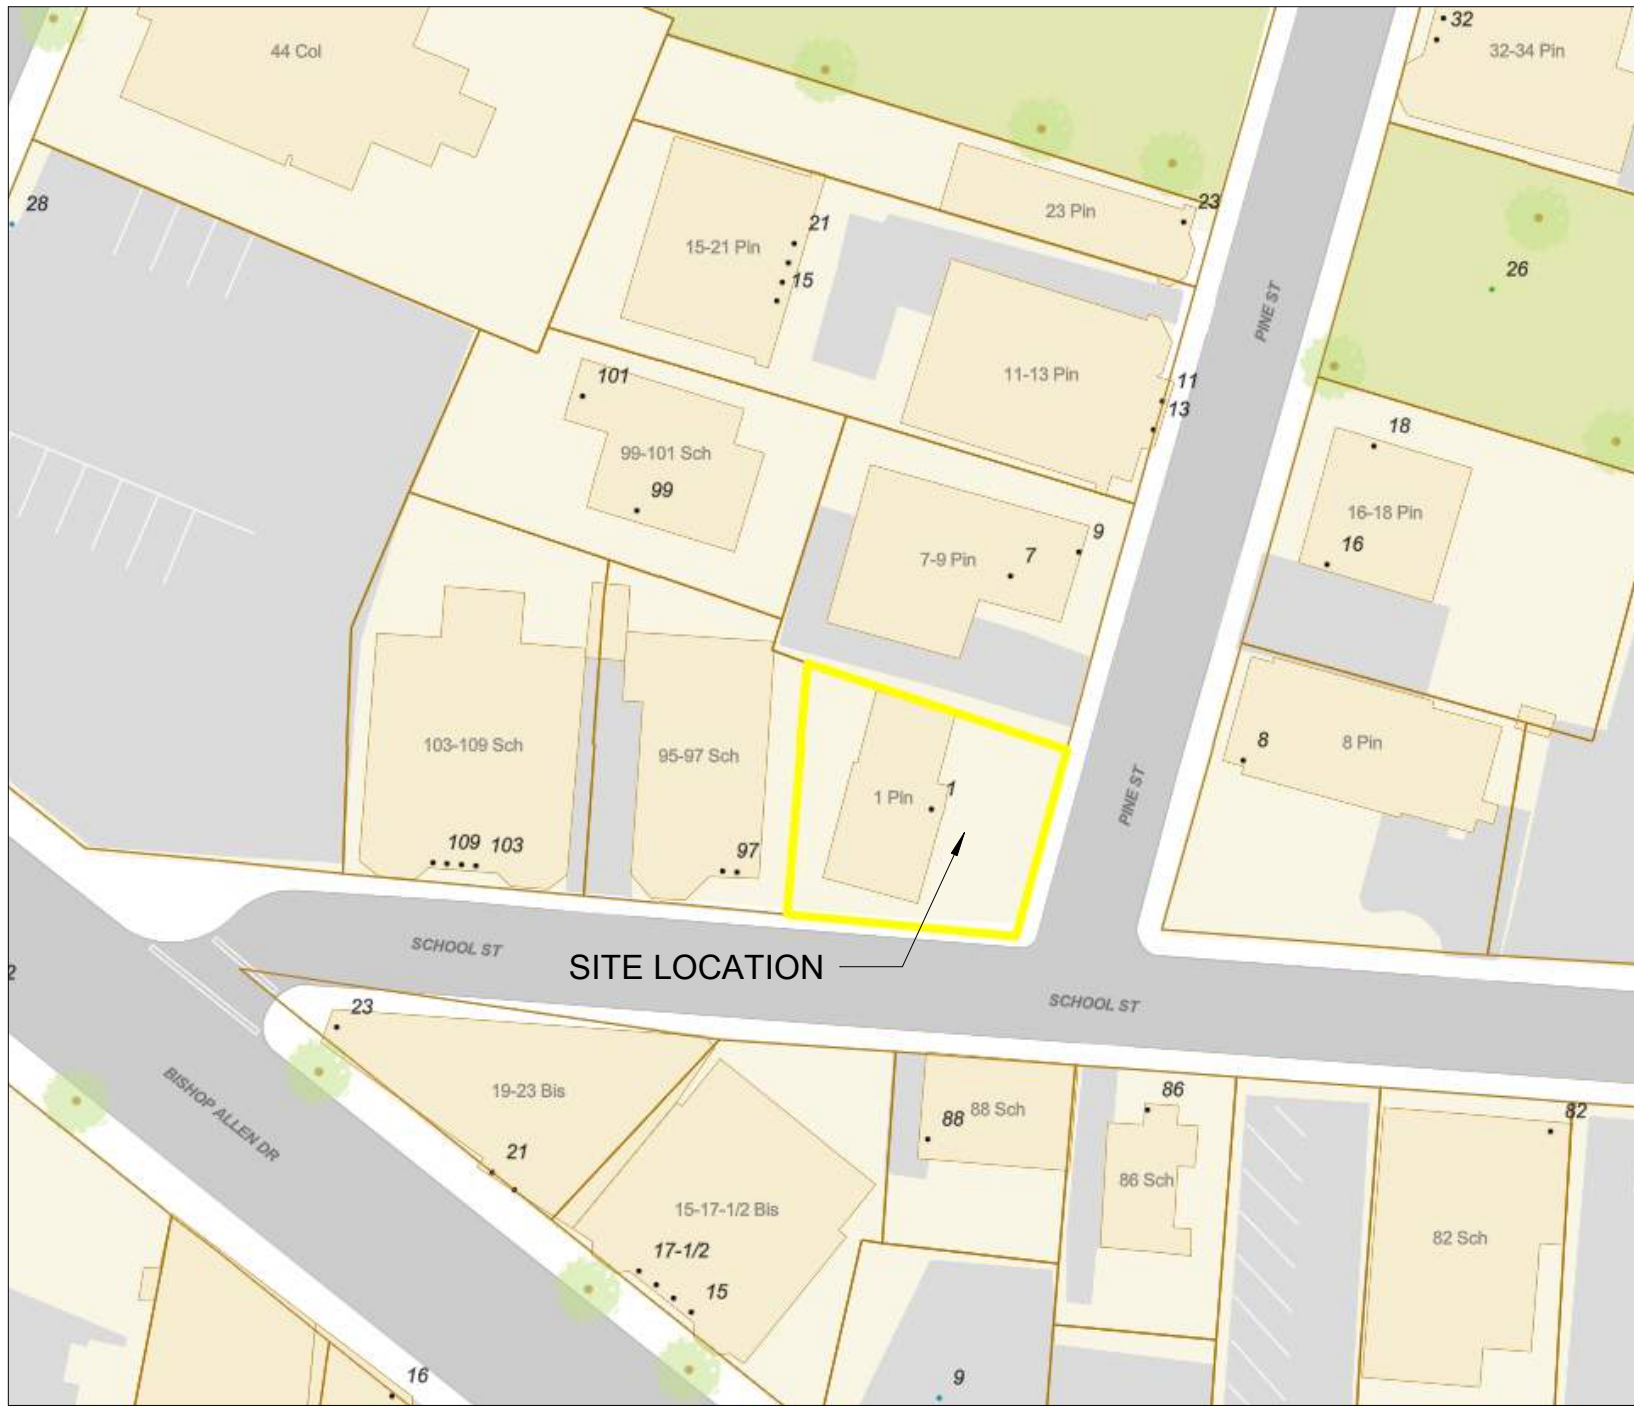 32
44 Col
32-34 Pin
28
23 Pin
23
21
15-21 Pin
15
26
PINE ST
11-13 Pin
101
11
13
18
99-101 Sch
99
16-18 Pin
9
7
7-9 Pin
16
103-109 Sch
95-97 Sch
8
8 Pin
1 Pin
1
PINE ST
109
103
97
SCHOOL ST
SITE LOCATION
2
SCHOOL ST
23
19-23 Bis
BISHOP ALLEN DR
86
88 Sch
88
82
21
86 Sch
15-17-1/2 Bis
82 Sch
17-1/2
15
16
9